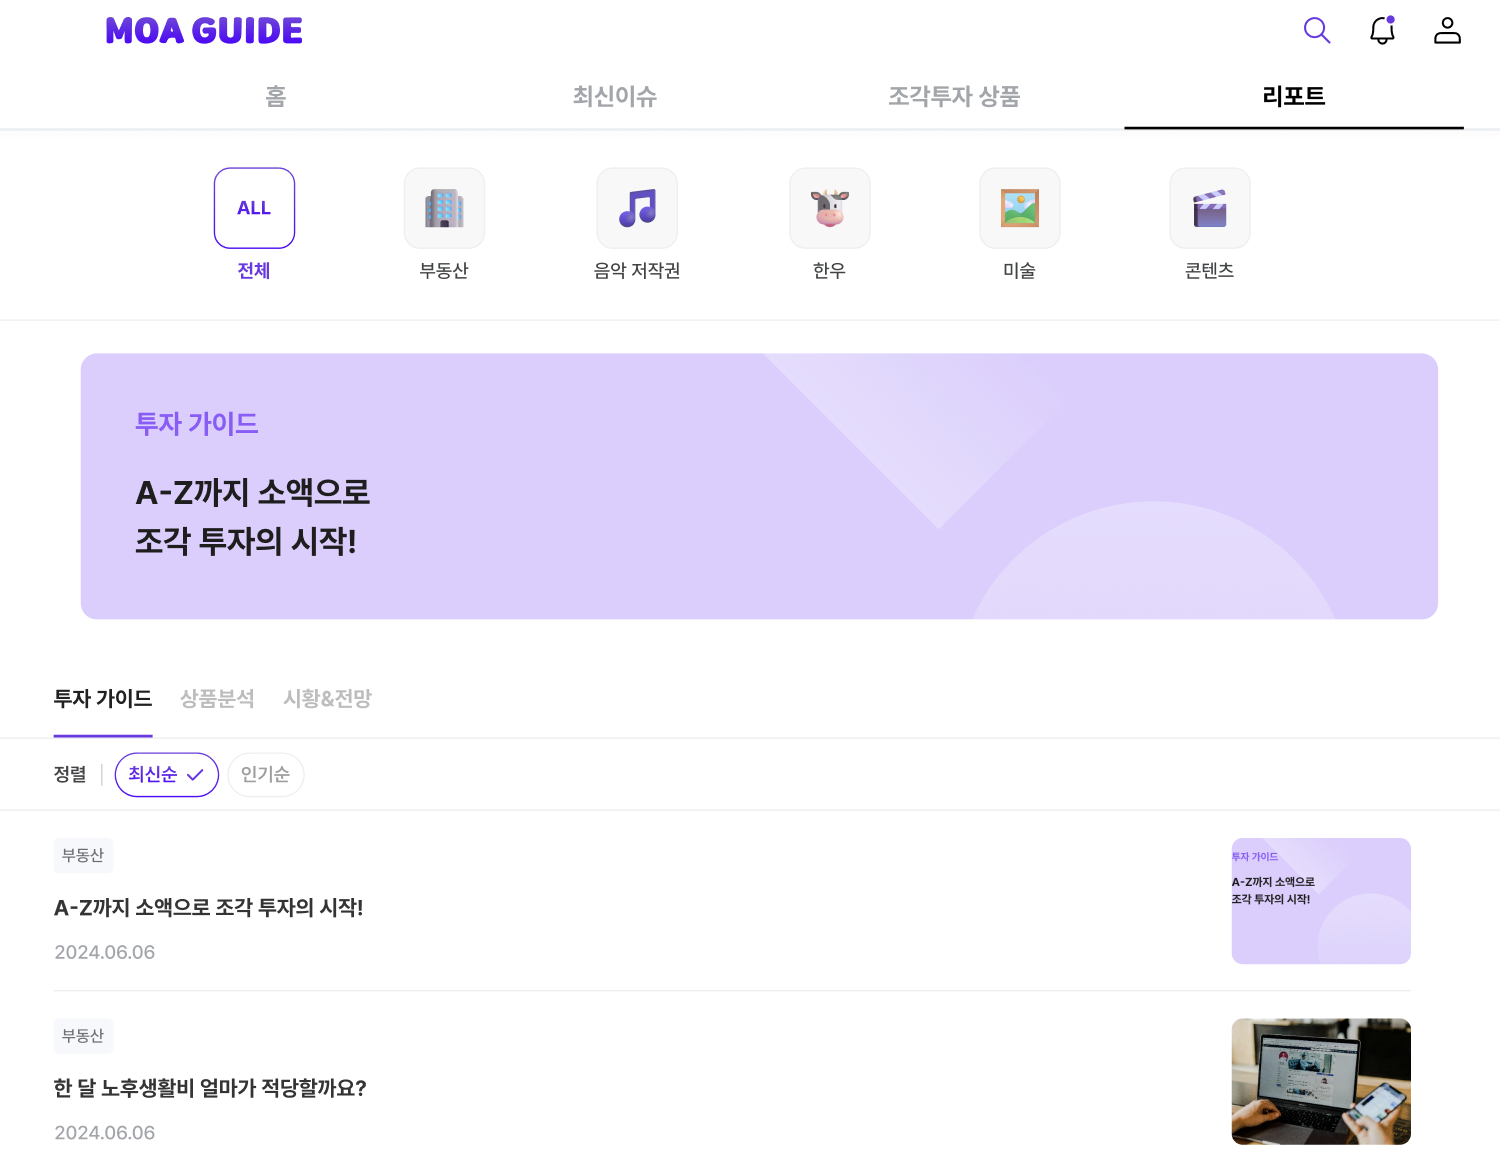 MOA GUIDE
홈
최신이슈
조각투자 상품
리포트
ALL
전체
부동산
음악 저작권
한우
미술
콘텐츠
투자 가이드
A-Z까지 소액으로
조각 투자의 시작!
투자 가이드
상품분석
시황&전망
정렬
최신순
인기순
부동산
A-Z까지 소액으로 조각 투자의 시작!
2024.06.06
투자 가이드
A-Z까지 소액으로
조각 투자의 시작!
부동산
한 달 노후생활비 얼마가 적당할까요?
2024.06.06